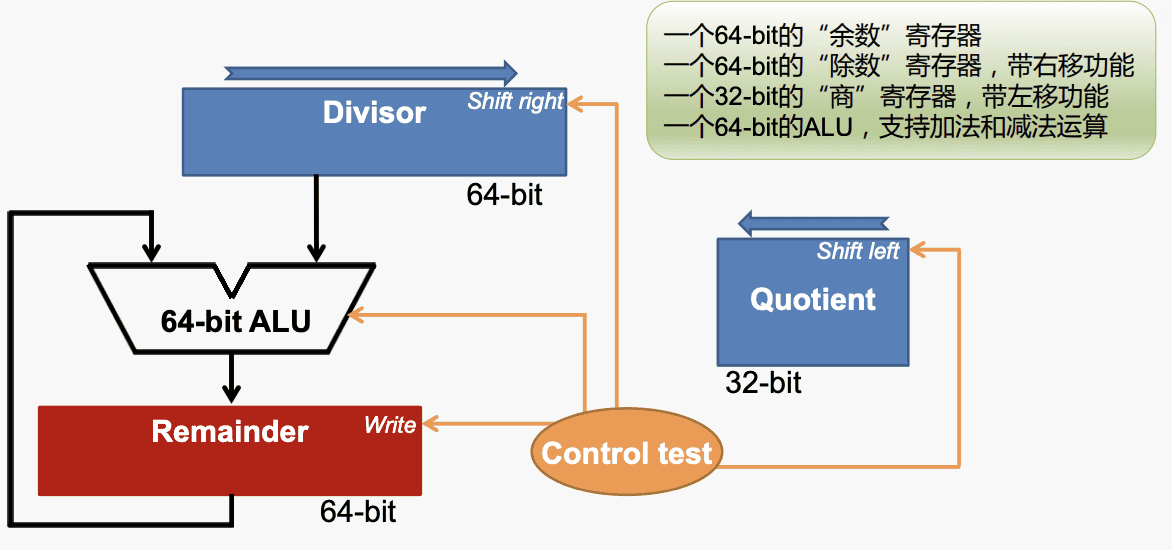 一个64-bit的“余数”寄存器
一个64-bit的“除数”寄存器，带右移功能
一个32-bit的“商”寄存器，带左移功能
一个64-bit的ALU，支持加法和减法运算
Shift right
Divisor
64-bit
Shift left
Quotient
32-bit
64-bit ALU
Write
Remainder
64-bit
Control test